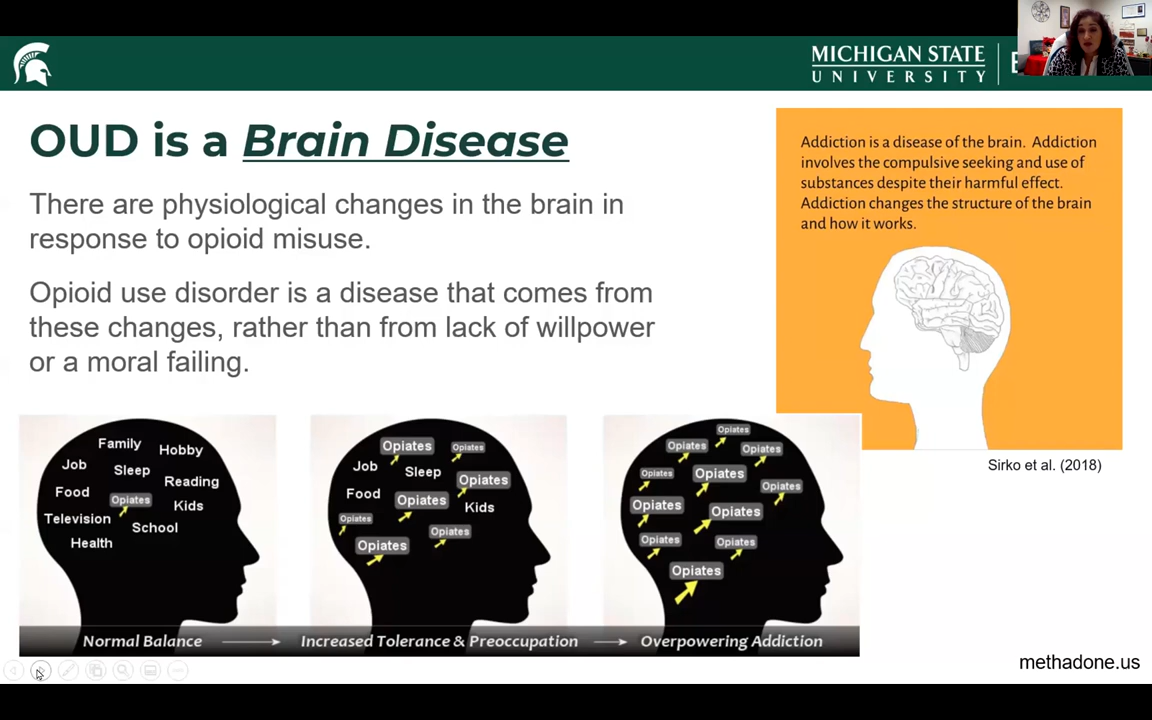 MICHIGAN STATE
UNIVERSITY
OUD is a Brain Disease
There are physiological changes in the brain in
response to opioid misuse.
Opioid use disorder is a disease that comes from
these changes, rather than from lack of willpower
or a moral failing.
Addiction is a disease of the brain. Addiction
involves the compulsive seeking and use of
substances despite their harmful effect.
Addiction changes the structure of the brain
and how it works.
Sirko et al. (2018)
Family
Hobby
Job
Sleep
Reading
Food
Opiates
Kids
Television
School
Health
Normal Balance
Opiates
Opiates
Job
Sleep
Opiates
Food
Opiates
Kids
Opiates
Opiates
Opiates
Increased Tolerance & Preoccupation
Opiates
Opiates
Opiates
Opiates
Opiates
Opiates
Opiates
Opiates
Opiates
Opiates
Opiates
Overpowering Addiction
methadone.us